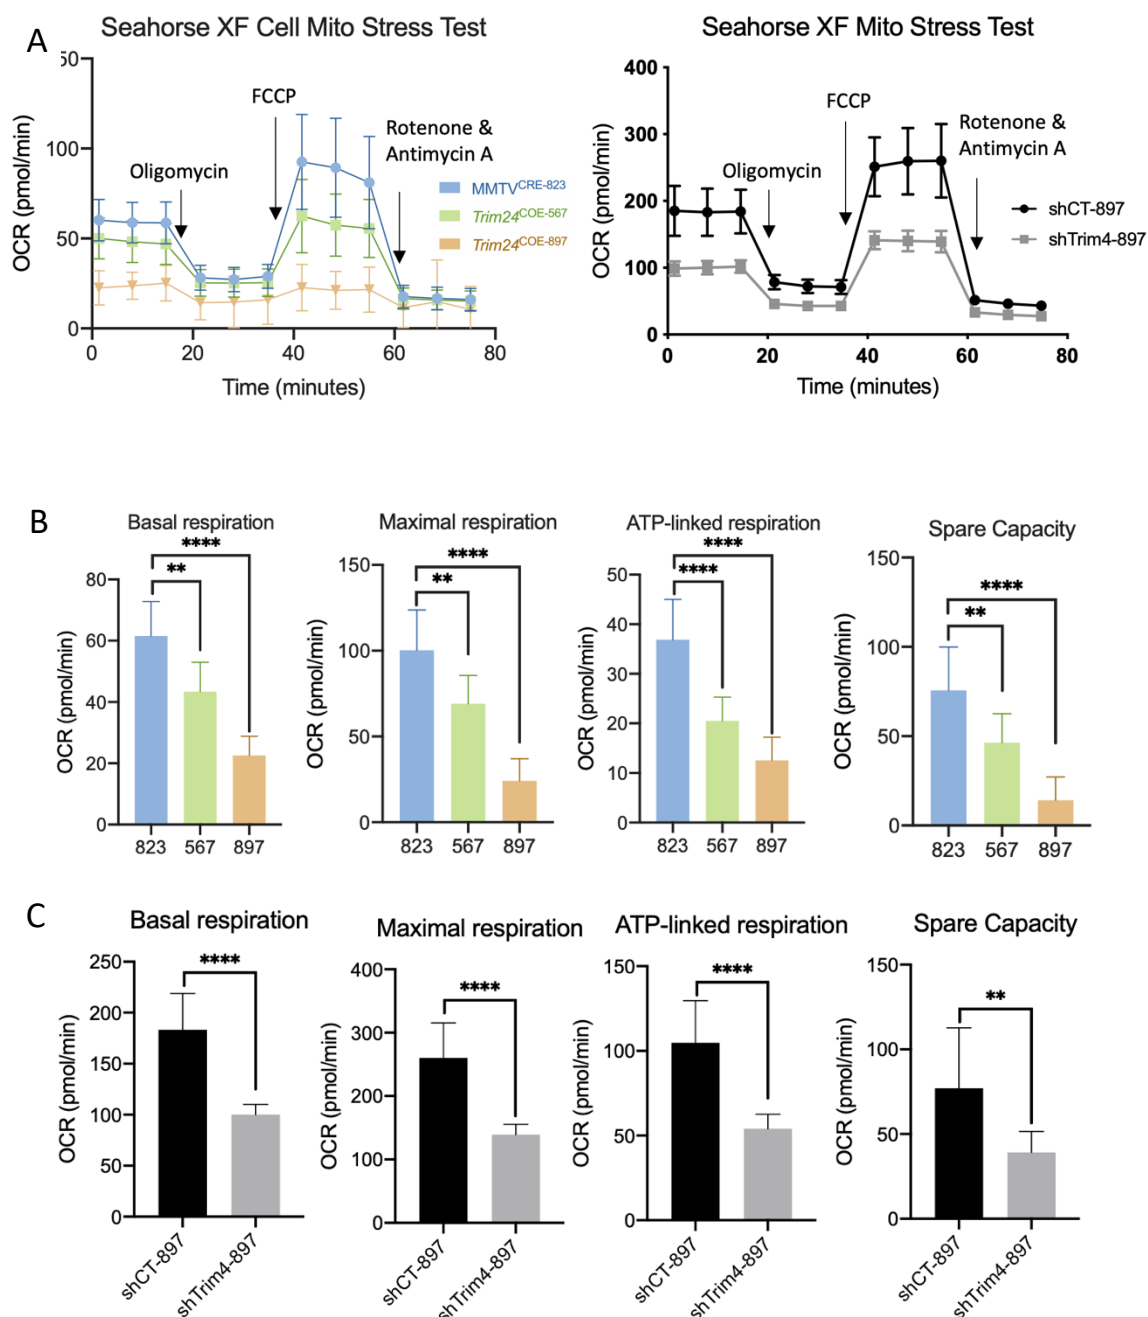 A
Seahorse XF Cell Mito Stress Test
OCR (pmol/min)
50
100
50
0
0
20
40
60
80
Time (minutes)
Oligomycin
FCCP
Rotenone &
Antimycin A
MMTVCRE-823
Trim24COE-567
Trim24COE-897
Seahorse XF Mito Stress Test
OCR (pmol/min)
400
300
200
100
0
0
20
40
60
80
Time (minutes)
Oligomycin
FCCP
Rotenone &
Antimycin A
shCT-897
shTrim4-897
B
Basal respiration
OCR (pmol/min)
80
60
40
20
0
****
**
823 567 897
Maximal respiration
OCR (pmol/min)
150
100
50
0
****
**
823 567 897
ATP-linked respiration
OCR (pmol/min)
50
40
30
20
10
0
****
****
823 567 897
Spare Capacity
OCR (pmol/min)
150
100
50
0
****
**
823 567 897
C
Basal respiration
OCR (pmol/min)
250
200
150
100
50
0
****
shCT-897
shTrim4-897
Maximal respiration
OCR (pmol/min)
400
300
200
100
0
****
shCT-897
shTrim4-897
ATP-linked respiration
OCR (pmol/min)
150
100
50
0
****
shCT-897
shTrim4-897
Spare Capacity
OCR (pmol/min)
150
100
50
0
**
shCT-897
shTrim4-897